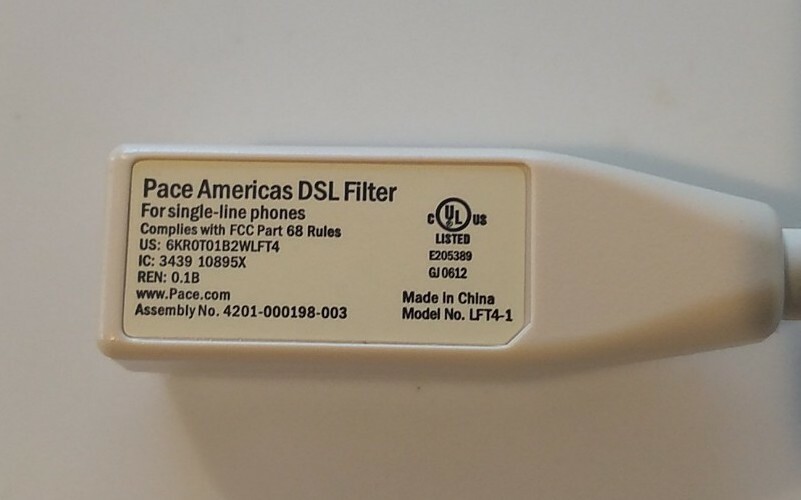 Pace Americas DSL Filter
For single-line phones
Complies with FCC Part 68 Rules
US: 6KR0T01B2WLFT4
IC: 3439 10895X
REN: 0.1B
www.Pace.com
Assembly No. 4201-000198-003
C UL US
LISTED
E205389
GJ0612
Made in China
Model No. LFT4-1